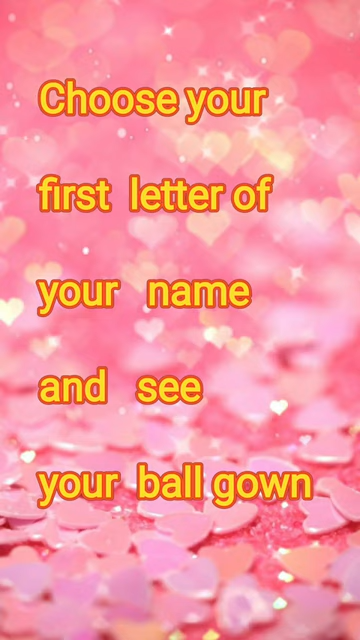 Choose your
first letter of
your name
and see
your ball gown